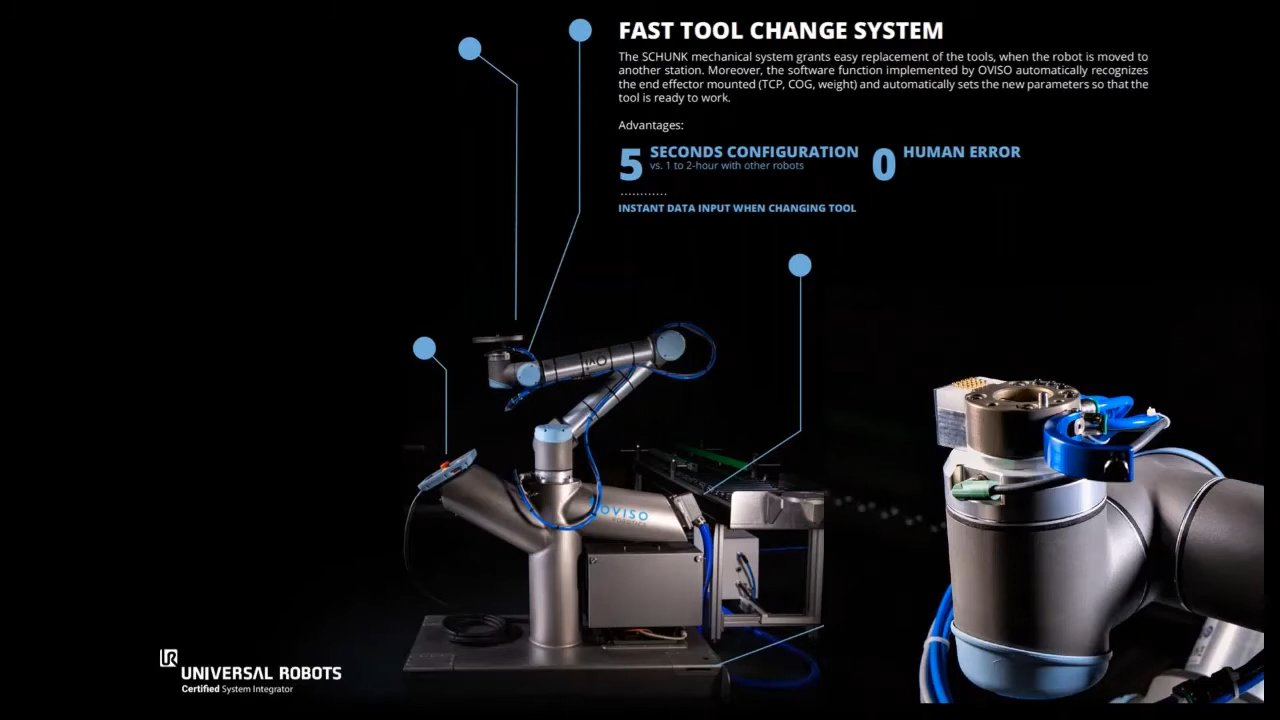 FAST TOOL CHANGE SYSTEM
The SCHUNK mechanical system grants easy replacement of the tools, when the robot is moved to
another station. Moreover, the software function implemented by OVISO automatically recognizes
the end effector mounted (TCP, COG, weight) and automatically sets the new parameters so that the
tool is ready to work.
Advantages:
5 SECONDS CONFIGURATION
vs. 1 to 2-hour with other robots
0 HUMAN ERROR
INSTANT DATA INPUT WHEN CHANGING TOOL
OVISO
UR
UNIVERSAL ROBOTS
Certified System Integrator